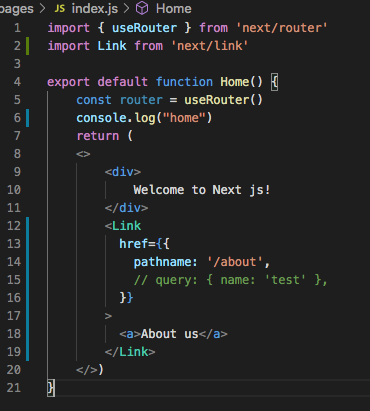 pages > JS index.js > Home
1 import { useRouter } from 'next/router'
2 import Link from 'next/link'
3
4 export default function Home() {
5     const router = useRouter()
6     console.log("home")
7     return (
8     <>
9         <div>
10             Welcome to Next js!
11         </div>
12         <Link
13           href={{
14             pathname: '/about',
15             // query: { name: 'test' },
16           }}
17         >
18           <a>About us</a>
19         </Link>
20     </>)
21 }